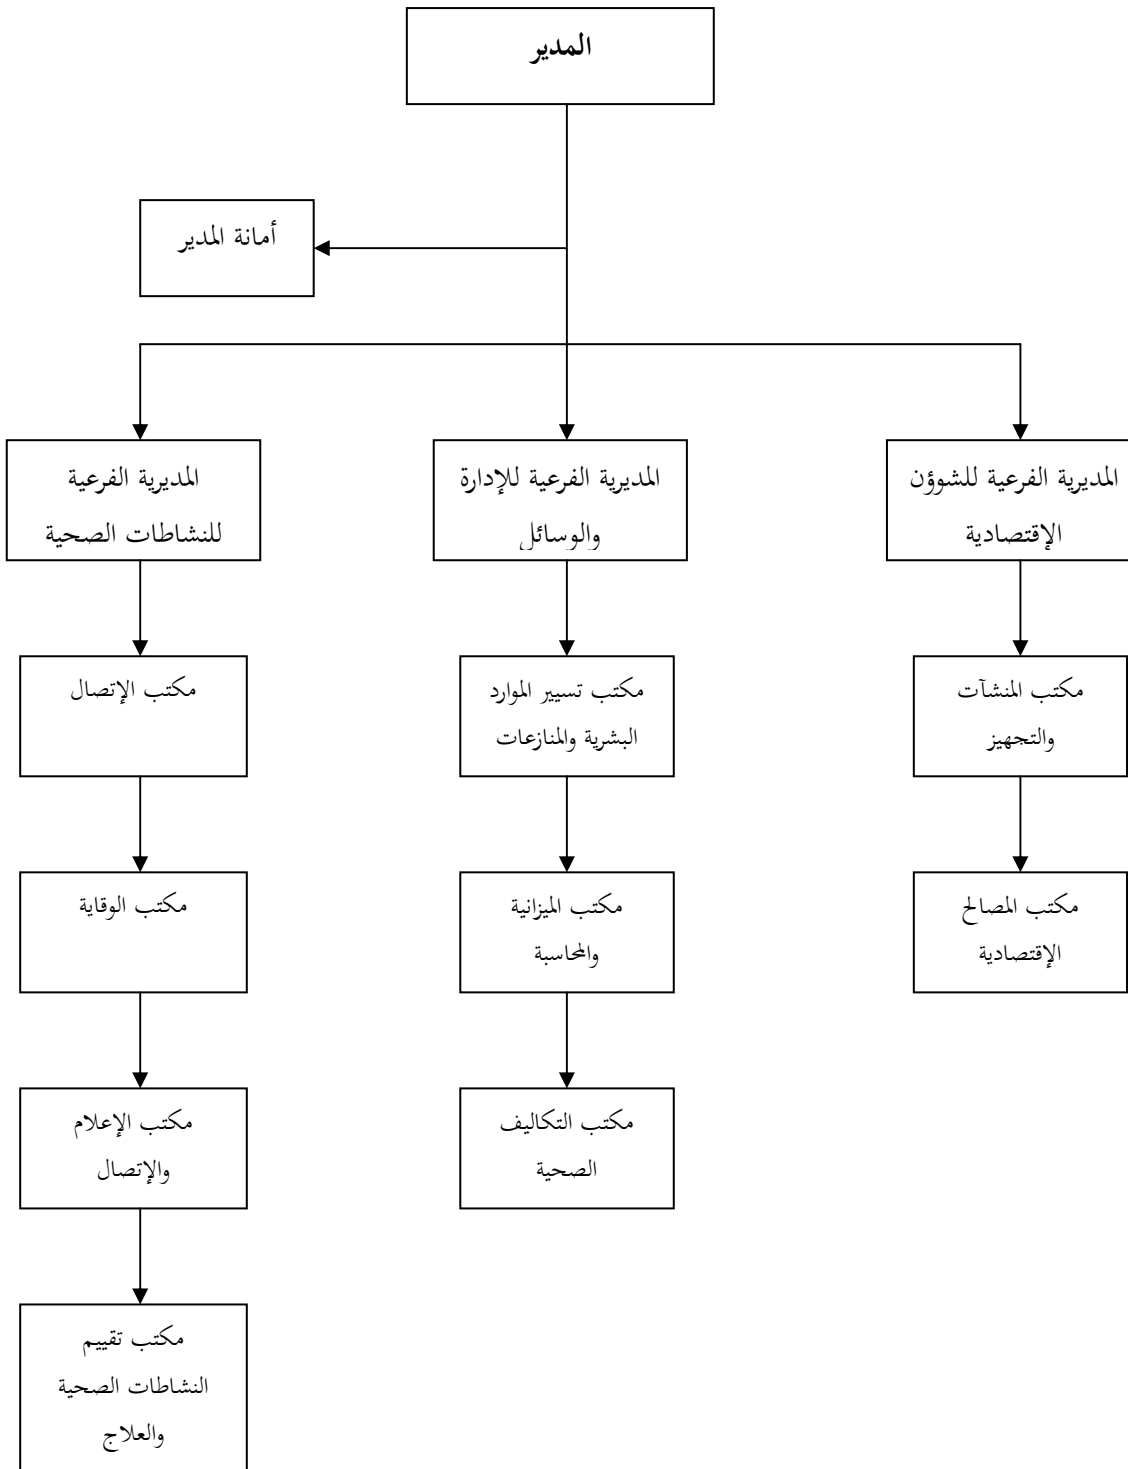 المدير
أمانة المدير
المديرية الفرعية للشوؤن
الإقتصادية
المديرية الفرعية للإدارة
والوسائل
المديرية الفرعية
للنشاطات الصحية
مكتب المنشآت
والتجهيز
مكتب تسيير الموارد
البشرية والمنازعات
مكتب الإتصال
مكتب المصالح
الإقتصادية
مكتب الميزانية
والمحاسبة
مكتب الوقاية
مكتب التكاليف
الصحية
مكتب الإعلام
والإتصال
مكتب تقييم
النشاطات الصحية
والعلاج